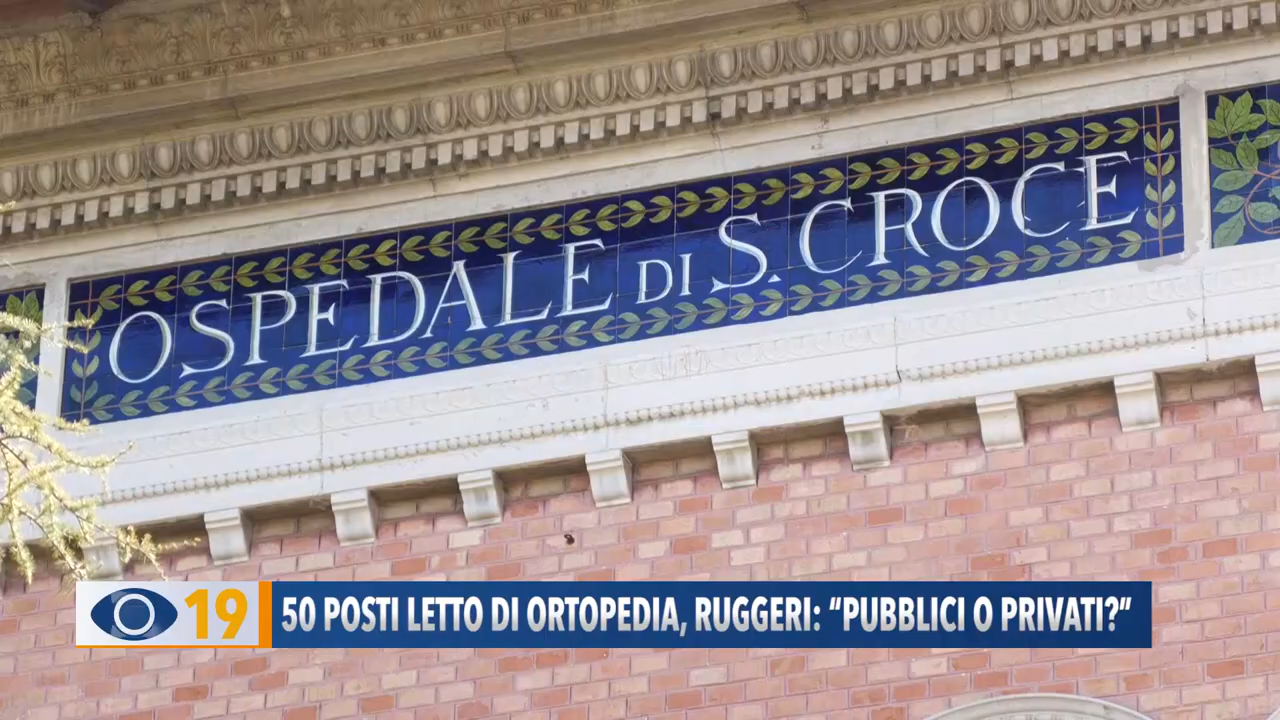 OSPEDALE DI S. CROCE
19
50 POSTI LETTO DI ORTOPEDIA, RUGGERI: “PUBBLICI O PRIVATI?”